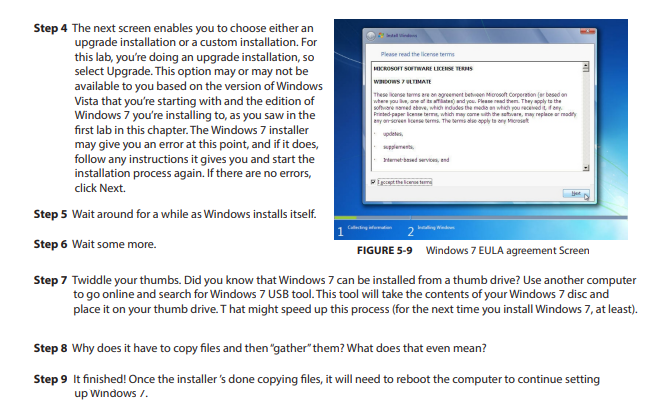 Step 4 The next screen enables you to choose either an
upgrade installation or a custom installation. For
this lab, you're doing an upgrade installation, so
select Upgrade. This option may or may not be
available to you based on the version of Windows
Vista that you're starting with and the edition of
Windows 7 you're installing to, as you saw in the
first lab in this chapter. The Windows 7 installer
may give you an error at this point, and if it does,
follow any instructions it gives you and start the
installation process again. If there are no errors,
click Next.
Step 5 Wait around for a while as Windows installs itself.
Step 6 Wait some more.
Install Windows
Please read the license terms
MICROSOFT SOFTWARE LICENSE TERMS
WINDOWS 7 ULTIMATE
These license terms are an agreement between Microsoft Corporation (or based on
where you live, one of its affiliates) and you. Please read them. They apply to the
software named above, which includes the media on which you received it, if any.
Printed-paper license terms, which may come with the software, may replace or modify
any on-screen license terms. The terms also apply to any Microsoft
· updates,
· supplements,
· Internet-based services, and
I accept the license terms
Next
1 Collecting information 2 Installing Windows
FIGURE 5-9 Windows 7 EULA agreement Screen
Step 7 Twiddle your thumbs. Did you know that Windows 7 can be installed from a thumb drive? Use another computer
to go online and search for Windows 7 USB tool. This tool will take the contents of your Windows 7 disc and
place it on your thumb drive. T hat might speed up this process (for the next time you install Windows 7, at least).
Step 8 Why does it have to copy files and then "gather" them? What does that even mean?
Step 9 It finished! Once the installer 's done copying files, it will need to reboot the computer to continue setting
up Windows 7.